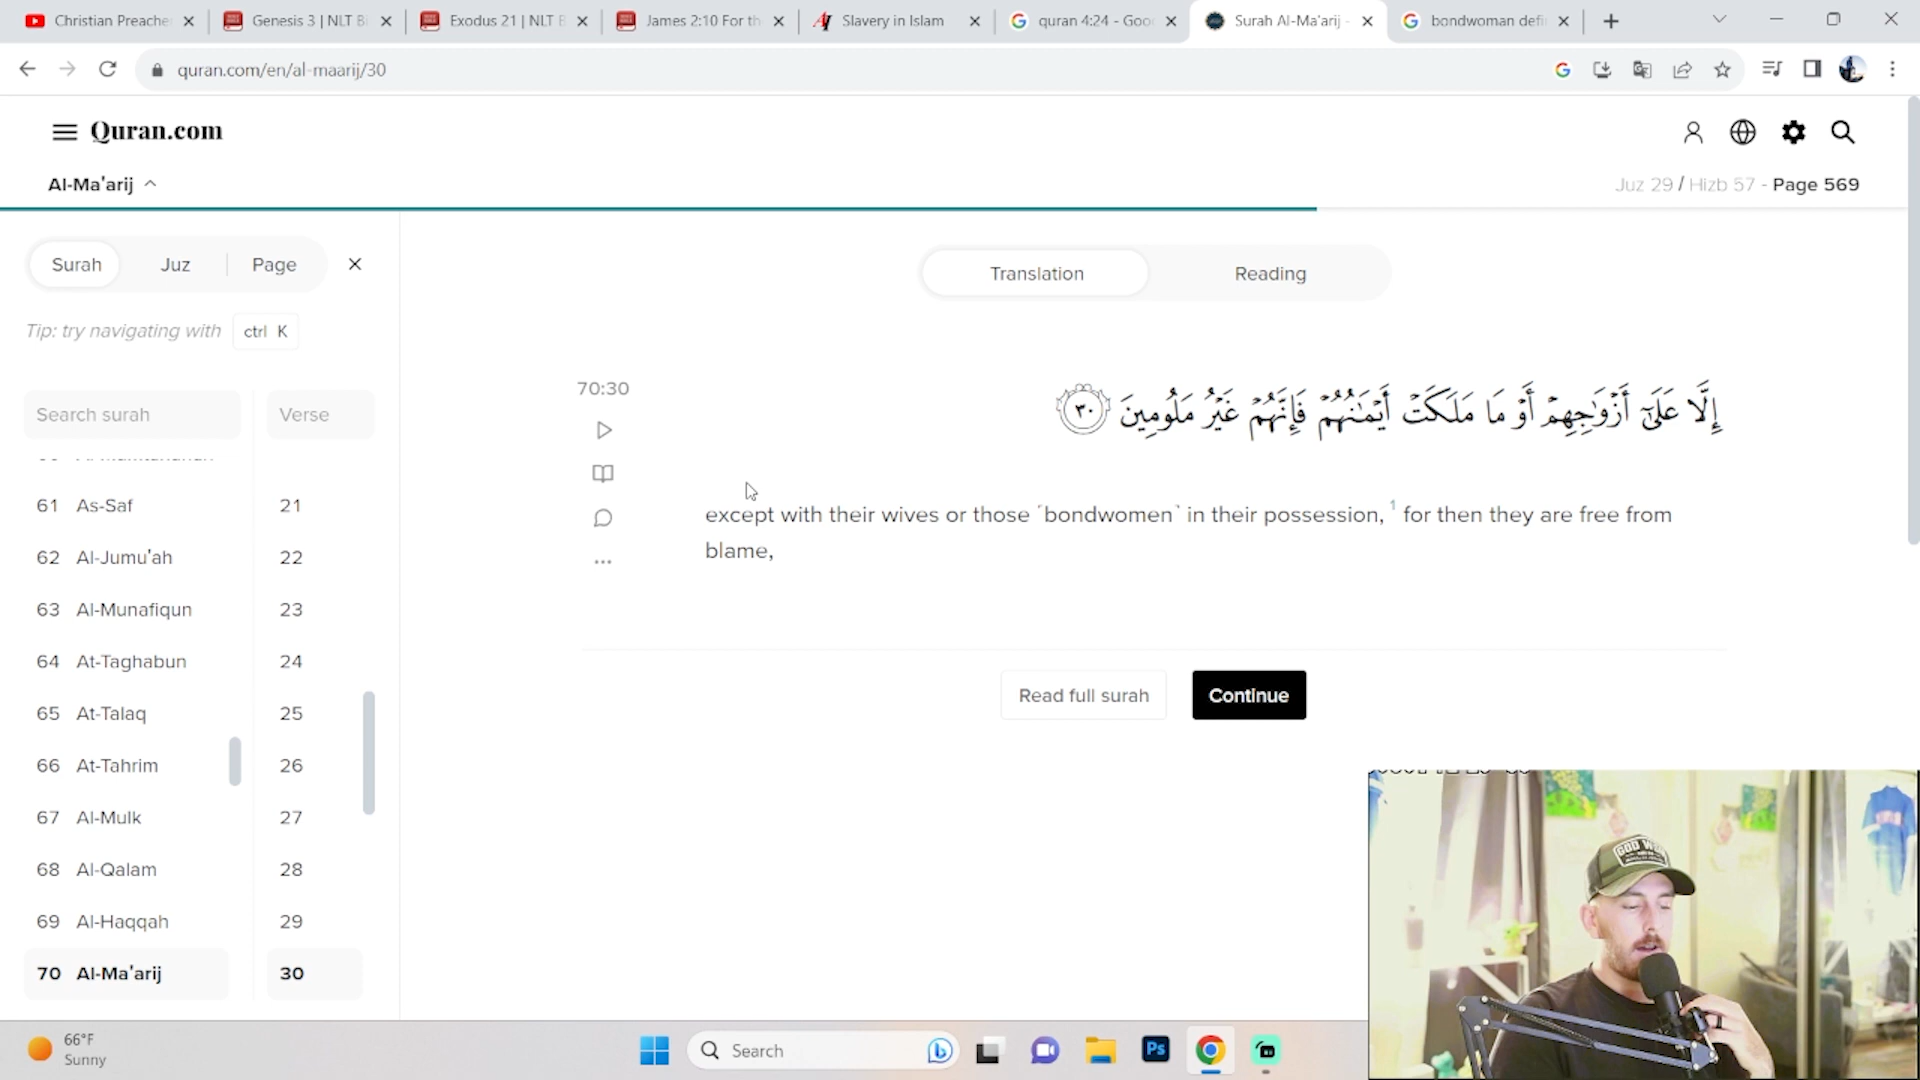 Christian Preache
Genesis 3 | NLT B
Exodus 21 | NLT B
James 2:10 For th
Slavery in Islam
quran 4:24 - Goo
Surah Al-Ma'arij -
bondwoman defi
quran.com/en/al-maarij/30
Quran.com
Al-Ma'arij
Juz 29 / Hizb 57 - Page 569
Surah
Juz
Page
Translation
Reading
Tip: try navigating with ctrl K
Search surah
Verse
70:30
إِلَّا عَلَىٰٓ أَزْوَٰجِهِمْ أَوْ مَا مَلَكَتْ أَيْمَـٰنُهُمْ فَإِنَّهُمْ غَيْرُ مَلُومِينَ ٣٠
except with their wives or those ˹bondwomen˺ in their possession, 1 for then they are free from
blame,
61 As-Saf 21
62 Al-Jumu'ah 22
63 Al-Munafiqun 23
64 At-Taghabun 24
65 At-Talaq 25
66 At-Tahrim 26
67 Al-Mulk 27
68 Al-Qalam 28
69 Al-Haqqah 29
70 Al-Ma'arij 30
Read full surah
Continue
66°F
Sunny
Search
Ps